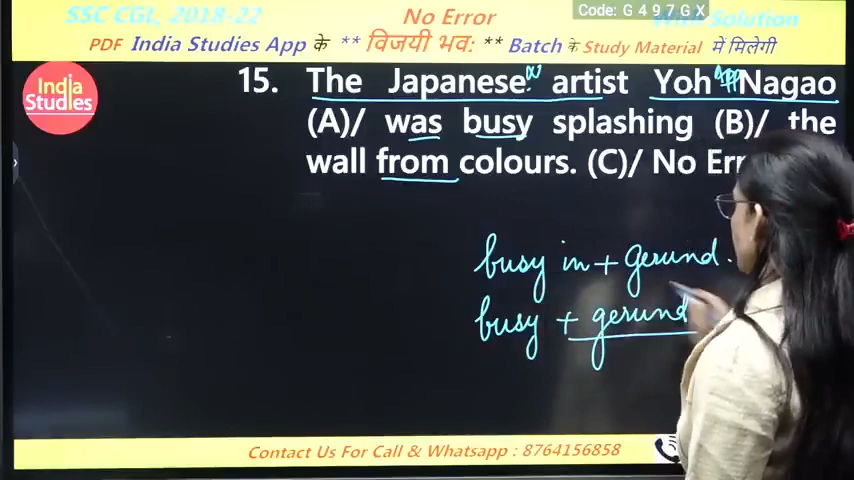 SSC CGL, 2018-22
No Error
Code: G 4 9 7 G X
With Solution
PDF India Studies App के ** विजयी भव: ** Batch के Study Material में मिलेगी
India
Studies
15. The Japanese artist Yoh Nagao
(A)/ was busy splashing (B)/ the
wall from colours. (C)/ No Err
N
App
busy in + gerund.
busy + gerund
Contact Us For Call & Whatsapp : 8764156858